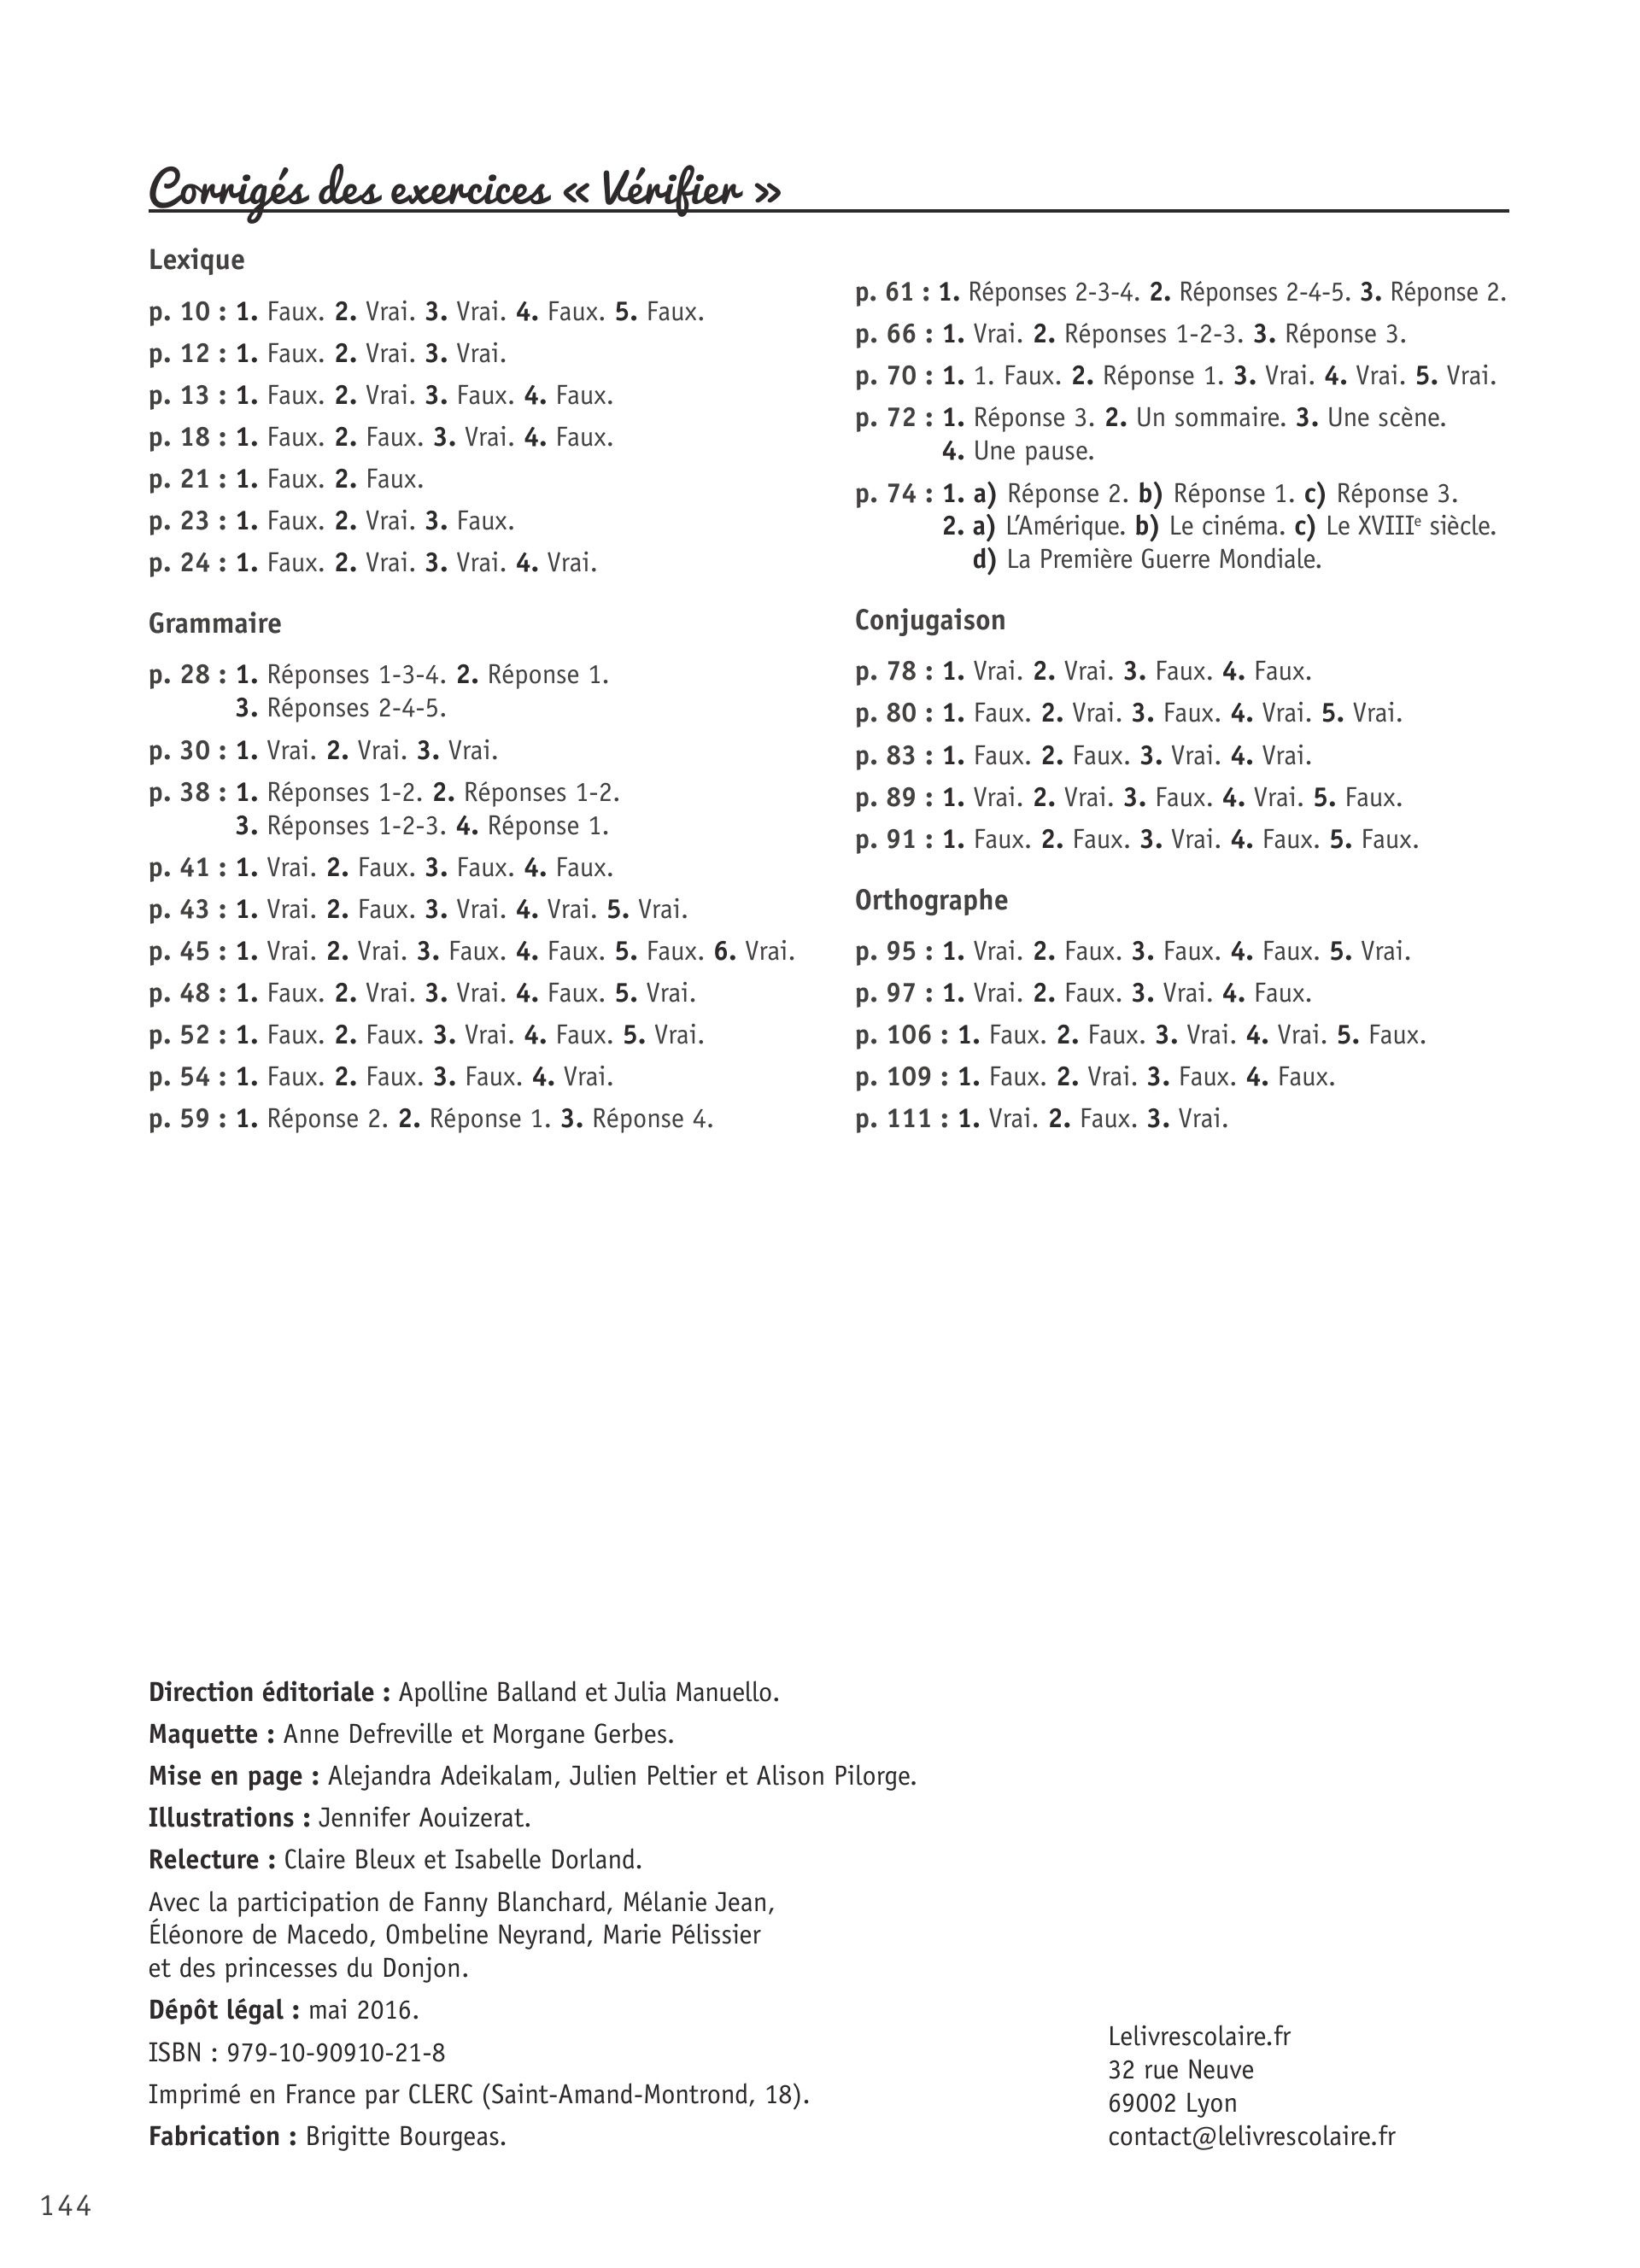 Corrigés des exercices « Vérifier »
Lexique
p. 10 : 1. Faux. 2. Vrai. 3. Vrai. 4. Faux. 5. Faux.
p. 12 : 1. Faux. 2. Vrai. 3. Vrai.
p. 13 : 1. Faux. 2. Vrai. 3. Faux. 4. Faux.
p. 18 : 1. Faux. 2. Faux. 3. Vrai. 4. Faux.
p. 21 : 1. Faux. 2. Faux.
p. 23 : 1. Faux. 2. Vrai. 3. Faux.
p. 24 : 1. Faux. 2. Vrai. 3. Vrai. 4. Vrai.
Grammaire
p. 28 : 1. Réponses 1-3-4. 2. Réponse 1.
3. Réponses 2-4-5.
p. 30 : 1. Vrai. 2. Vrai. 3. Vrai.
p. 38 : 1. Réponses 1-2. 2. Réponses 1-2.
3. Réponses 1-2-3. 4. Réponse 1.
p. 41 : 1. Vrai. 2. Faux. 3. Faux. 4. Faux.
p. 43 : 1. Vrai. 2. Faux. 3. Vrai. 4. Vrai. 5. Vrai.
p. 45 : 1. Vrai. 2. Vrai. 3. Faux. 4. Faux. 5. Faux. 6. Vrai.
p. 48 : 1. Faux. 2. Vrai. 3. Vrai. 4. Faux. 5. Vrai.
p. 52 : 1. Faux. 2. Faux. 3. Vrai. 4. Faux. 5. Vrai.
p. 54 : 1. Faux. 2. Faux. 3. Faux. 4. Vrai.
p. 59 : 1. Réponse 2. 2. Réponse 1. 3. Réponse 4.
p. 61 : 1. Réponses 2-3-4. 2. Réponses 2-4-5. 3. Réponse 2.
p. 66 : 1. Vrai. 2. Réponses 1-2-3. 3. Réponse 3.
p. 70 : 1. 1. Faux. 2. Réponse 1. 3. Vrai. 4. Vrai. 5. Vrai.
p. 72 : 1. Réponse 3. 2. Un sommaire. 3. Une scène.
4. Une pause.
p. 74 : 1. a) Réponse 2. b) Réponse 1. c) Réponse 3.
2. a) L’Amérique. b) Le cinéma. c) Le XVIIIe siècle.
d) La Première Guerre Mondiale.
Conjugaison
p. 78 : 1. Vrai. 2. Vrai. 3. Faux. 4. Faux.
p. 80 : 1. Faux. 2. Vrai. 3. Faux. 4. Vrai. 5. Vrai.
p. 83 : 1. Faux. 2. Faux. 3. Vrai. 4. Vrai.
p. 89 : 1. Vrai. 2. Vrai. 3. Faux. 4. Vrai. 5. Faux.
p. 91 : 1. Faux. 2. Faux. 3. Vrai. 4. Faux. 5. Faux.
Orthographe
p. 95 : 1. Vrai. 2. Faux. 3. Faux. 4. Faux. 5. Vrai.
p. 97 : 1. Vrai. 2. Faux. 3. Vrai. 4. Faux.
p. 106 : 1. Faux. 2. Faux. 3. Vrai. 4. Vrai. 5. Faux.
p. 109 : 1. Faux. 2. Vrai. 3. Faux. 4. Faux.
p. 111 : 1. Vrai. 2. Faux. 3. Vrai.
Direction éditoriale : Apolline Balland et Julia Manuello.
Maquette : Anne Defreville et Morgane Gerbes.
Mise en page : Alejandra Adeikalam, Julien Peltier et Alison Pilorge.
Illustrations : Jennifer Aouizerat.
Relecture : Claire Bleux et Isabelle Dorland.
Avec la participation de Fanny Blanchard, Mélanie Jean,
Éléonore de Macedo, Ombeline Neyrand, Marie Pélissier
et des princesses du Donjon.
Dépôt légal : mai 2016.
ISBN : 979-10-90910-21-8
Imprimé en France par CLERC (Saint-Amand-Montrond, 18).
Fabrication : Brigitte Bourgeas.
Lelivrescolaire.fr
32 rue Neuve
69002 Lyon
contact@lelivrescolaire.fr
144